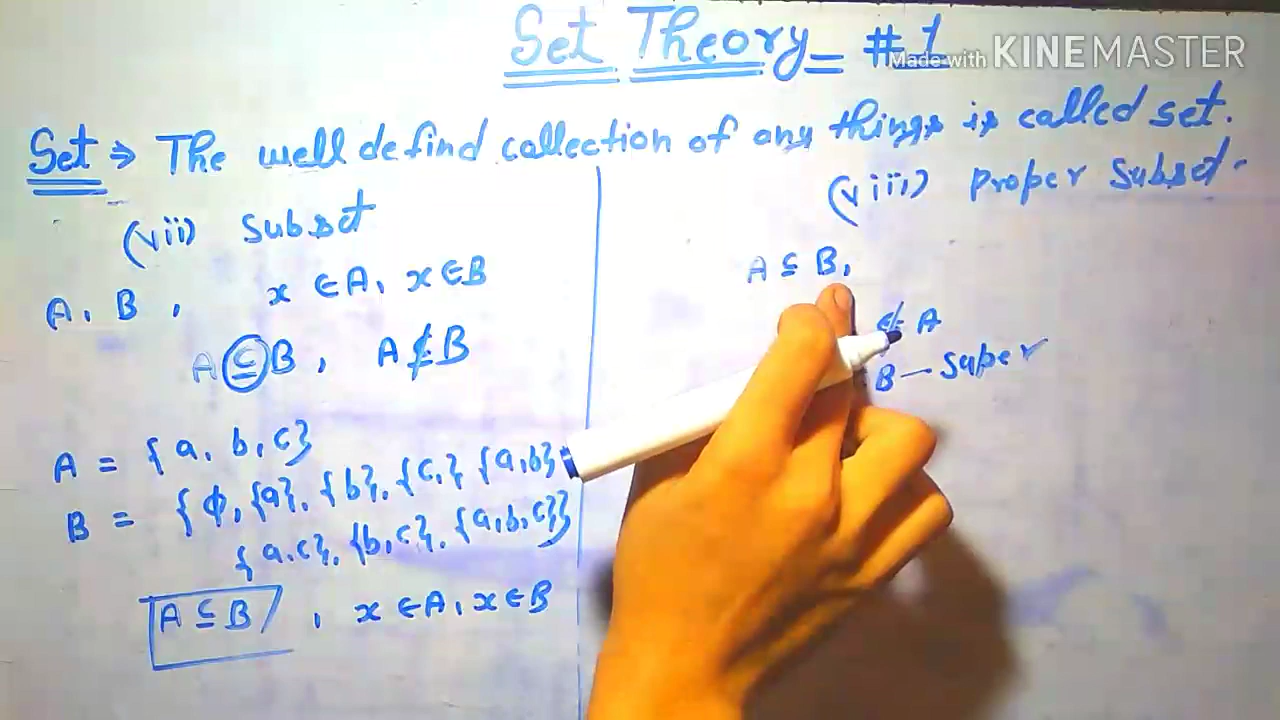 Set Theory #1
Made with KINEMASTER
Set ⇒ The well defind collection of any things is called set.
(vii) subset
A, B, x ∈ A, x ∈ B
A ⊆ B, A ⊄ B
A = {a, b, c}
B = {ϕ, {a}, {b}, {c,} {a,b}
{a,c}, {b,c}, {a,b,c}}
A ⊆ B, x ∈ A, x ∈ B
(viii) Proper subset.
A ⊆ B,
∉ A
B — super